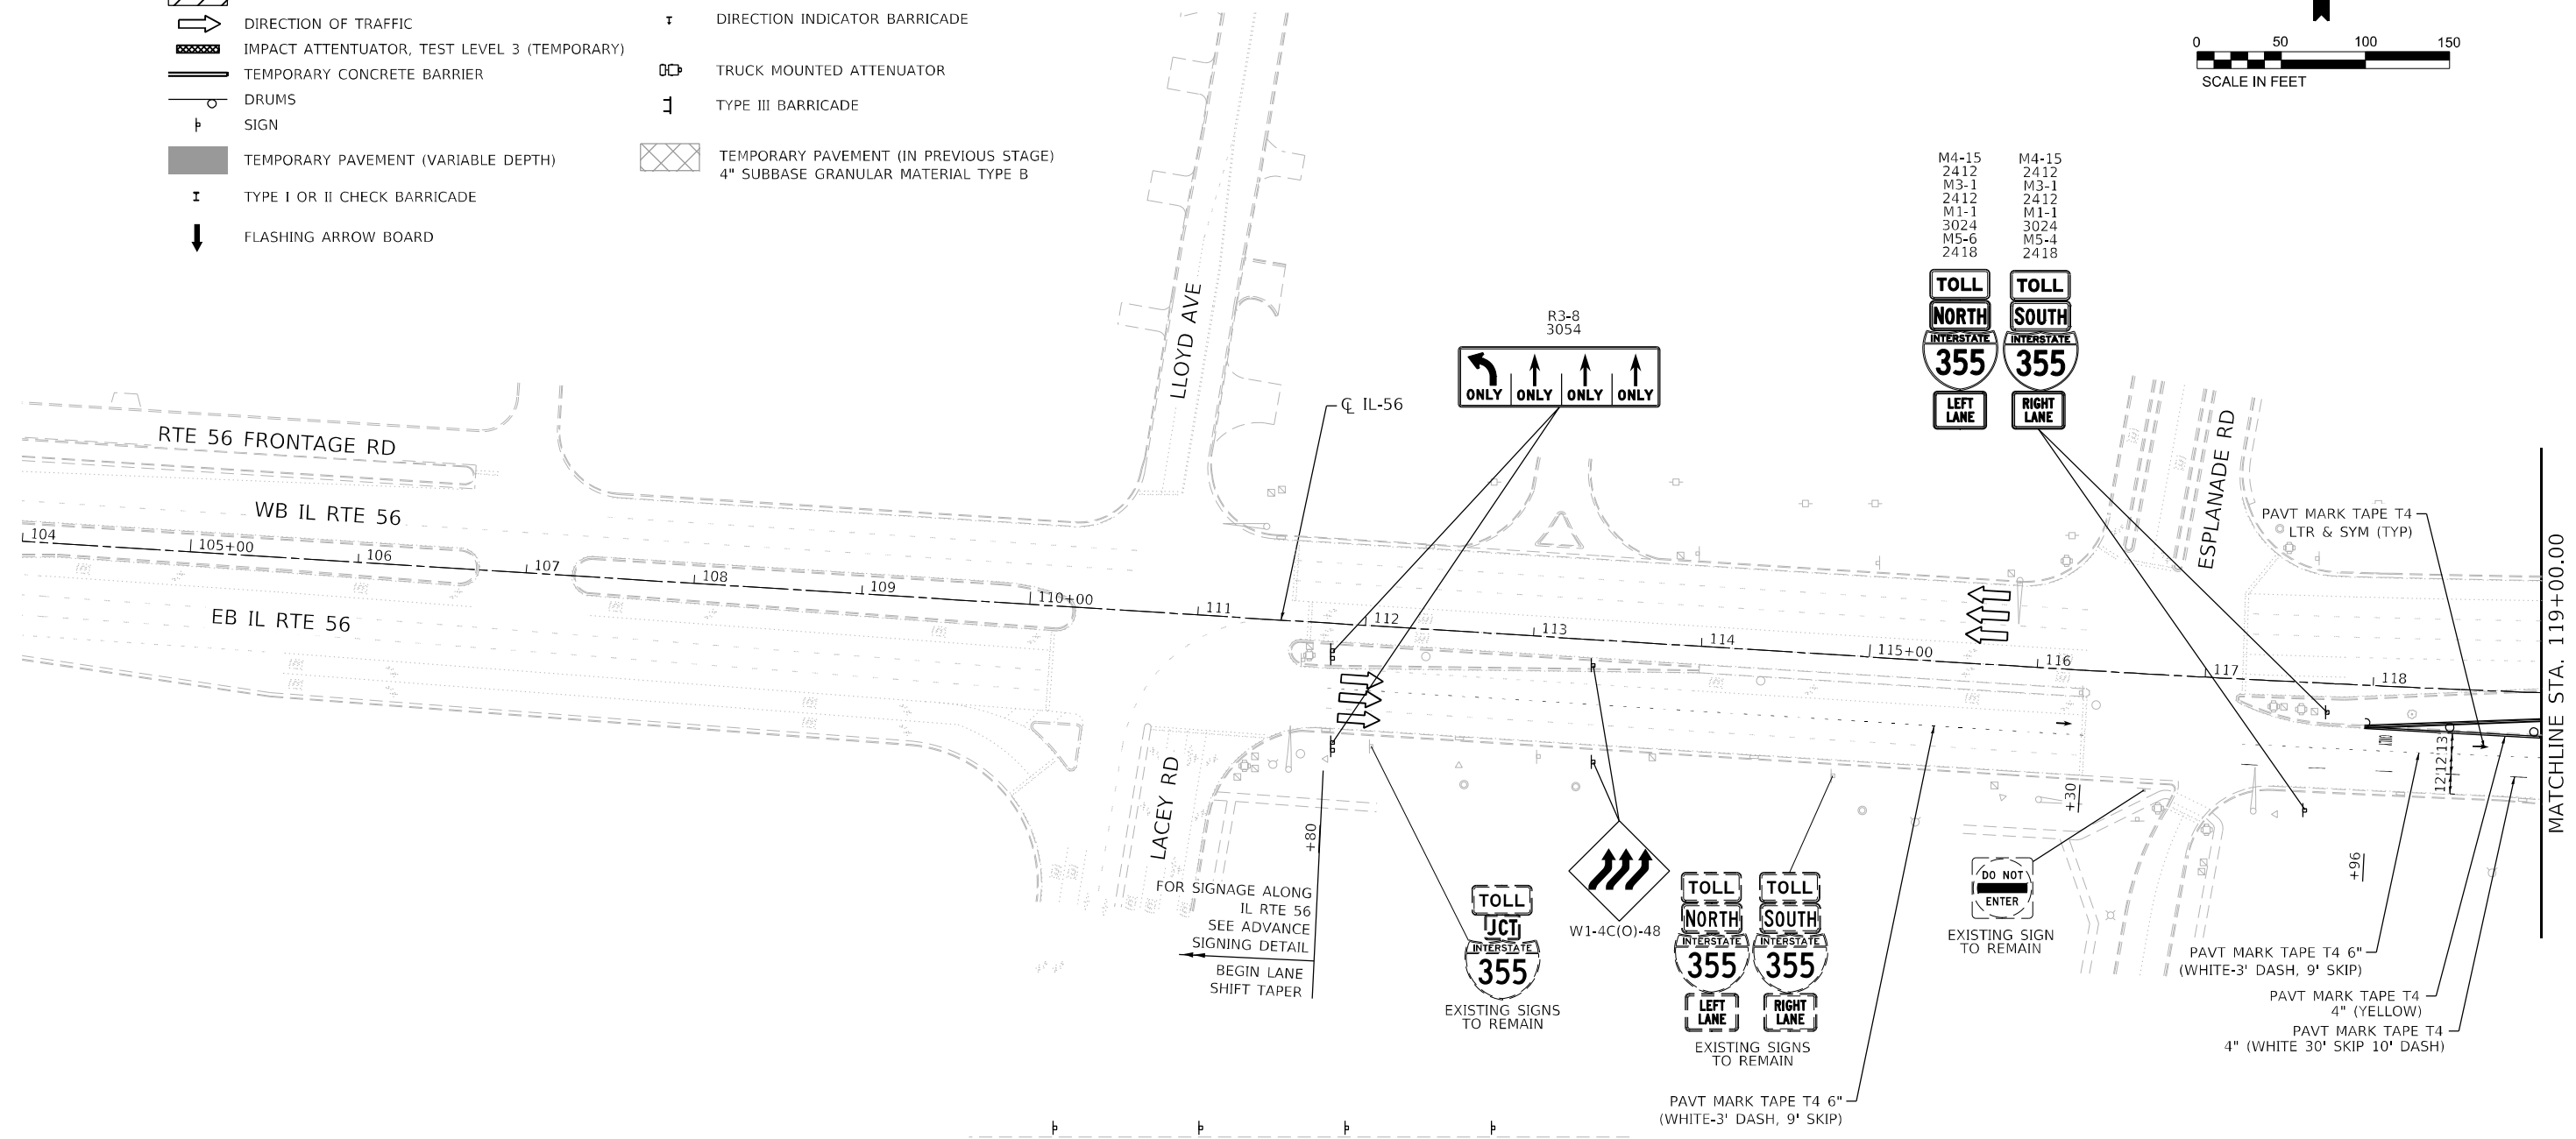 DIRECTION OF TRAFFIC
IMPACT ATTENTUATOR, TEST LEVEL 3 (TEMPORARY)
TEMPORARY CONCRETE BARRIER
DRUMS
SIGN
TEMPORARY PAVEMENT (VARIABLE DEPTH)
TYPE I OR II CHECK BARRICADE
FLASHING ARROW BOARD
DIRECTION INDICATOR BARRICADE
TRUCK MOUNTED ATTENUATOR
TYPE III BARRICADE
TEMPORARY PAVEMENT (IN PREVIOUS STAGE)
4" SUBBASE GRANULAR MATERIAL TYPE B
0 50 100 150
SCALE IN FEET
M4-15
2412
M3-1
2412
M1-1
3024
M5-6
2418
M4-15
2412
M3-1
2412
M1-1
3024
M5-4
2418
TOLL
NORTH
INTERSTATE
355
LEFT
LANE
TOLL
SOUTH
INTERSTATE
355
RIGHT
LANE
R3-8
3054
ONLY ONLY ONLY ONLY
LLOYD AVE
℄ IL-56
RTE 56 FRONTAGE RD
WB IL RTE 56
EB IL RTE 56
104
105+00
106
107
108
109
110+00
111
112
113
114
115+00
116
117
118
ESPLANADE RD
PAVT MARK TAPE T4
LTR & SYM (TYP)
MATCHLINE STA. 119+00.00
12'12'13'
LACEY RD
+80
+30
+96
FOR SIGNAGE ALONG
IL RTE 56
SEE ADVANCE
SIGNING DETAIL
BEGIN LANE
SHIFT TAPER
TOLL
JCT
INTERSTATE
355
EXISTING SIGNS
TO REMAIN
W1-4C(O)-48
TOLL
NORTH
INTERSTATE
355
LEFT
LANE
TOLL
SOUTH
INTERSTATE
355
RIGHT
LANE
EXISTING SIGNS
TO REMAIN
DO NOT
ENTER
EXISTING SIGN
TO REMAIN
PAVT MARK TAPE T4 6"
(WHITE-3' DASH, 9' SKIP)
PAVT MARK TAPE T4
4" (YELLOW)
PAVT MARK TAPE T4
4" (WHITE 30' SKIP 10' DASH)
PAVT MARK TAPE T4 6"
(WHITE-3' DASH, 9' SKIP)